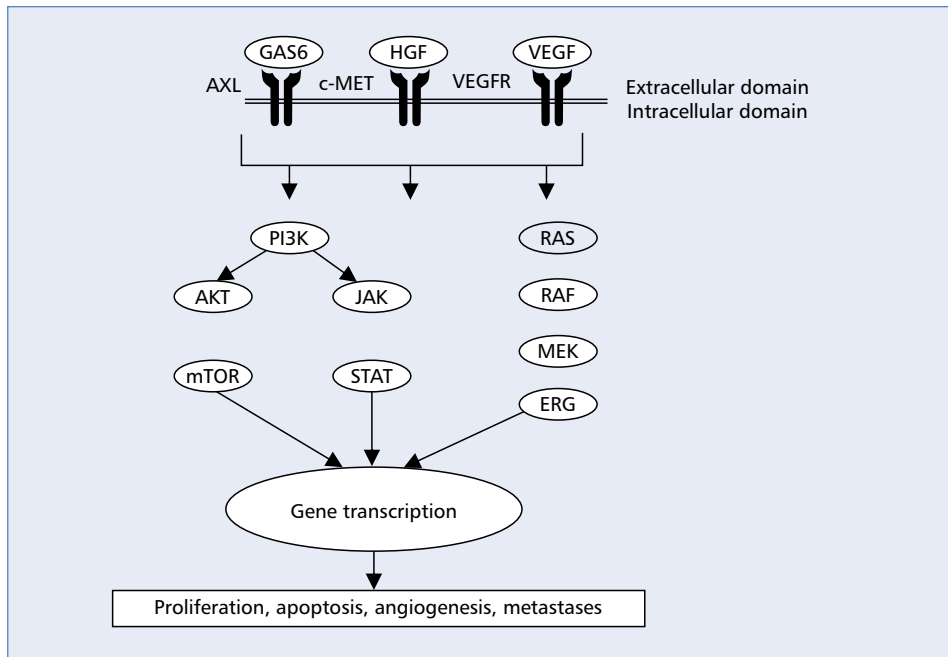 GAS6 HGF VEGF
AXL c-MET VEGFR
Extracellular domain
Intracellular domain
PI3K RAS
AKT JAK RAF
MEK
mTOR STAT
ERG
Gene transcription
Proliferation, apoptosis, angiogenesis, metastases